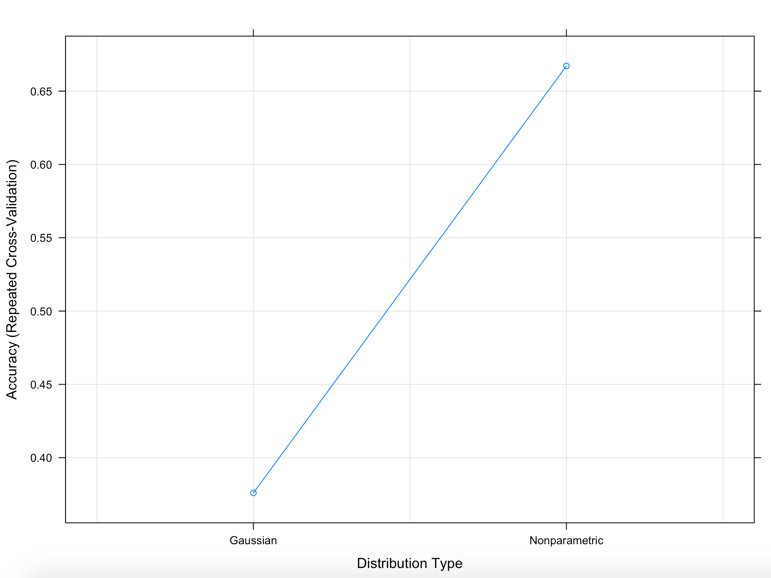 Accuracy (Repeated Cross-Validation)
0.65
0.60
0.55
0.50
0.45
0.40
Gaussian
Nonparametric
Distribution Type